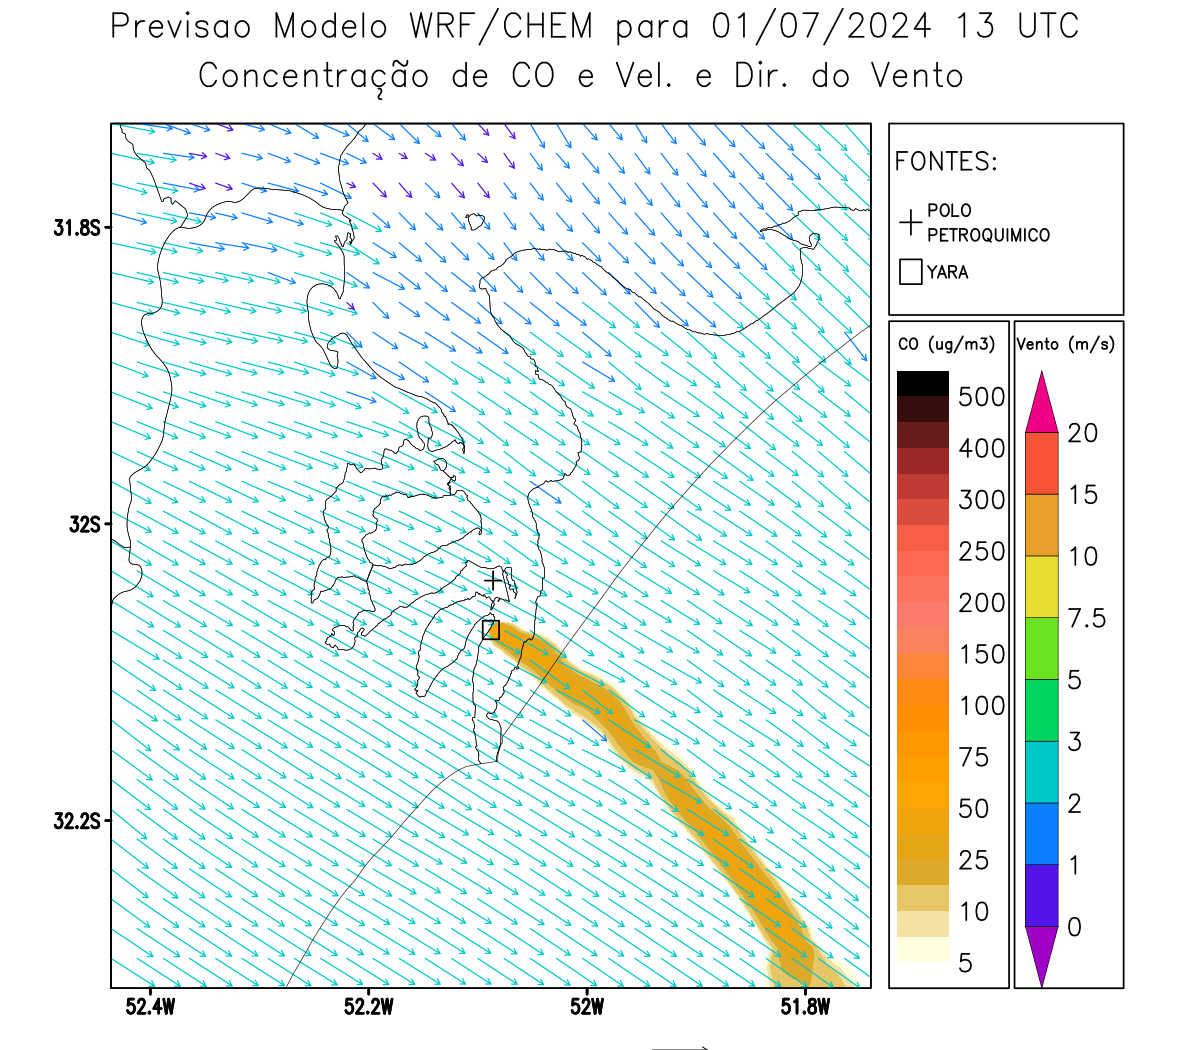 Previsao Modelo WRF/CHEM para 01/07/2024 13 UTC
Concentração de CO e Vel. e Dir. do Vento
FONTES:
POLO
PETROQUIMICO
YARA
CO (ug/m3)
500
400
300
250
200
150
100
75
50
25
10
5
Vento (m/s)
20
15
10
7.5
5
3
2
1
0
31.8S
32S
32.2S
52.4W 52.2W 52W 51.8W